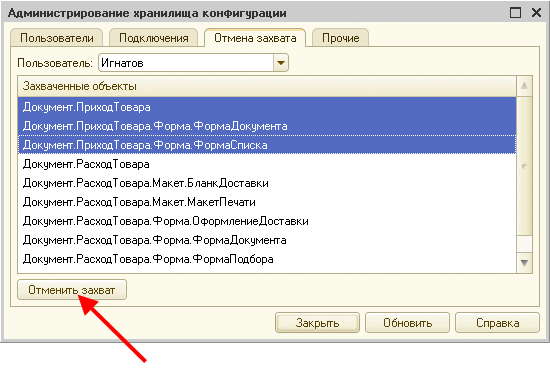 Администрирование хранилища конфигурации
Пользователи Подключения Отмена захвата Прочие
Пользователь: Игнатов
Захваченные объекты
Документ.ПриходТовара
Документ.ПриходТовара.Форма.ФормаДокумента
Документ.ПриходТовара.Форма.ФормаСписка
Документ.РасходТовара
Документ.РасходТовара.Макет.БланкДоставки
Документ.РасходТовара.Макет.МакетПечати
Документ.РасходТовара.Форма.ОформлениеДоставки
Документ.РасходТовара.Форма.ФормаДокумента
Документ.РасходТовара.Форма.ФормаПодбора
Отменить захват
Закрыть Обновить Справка